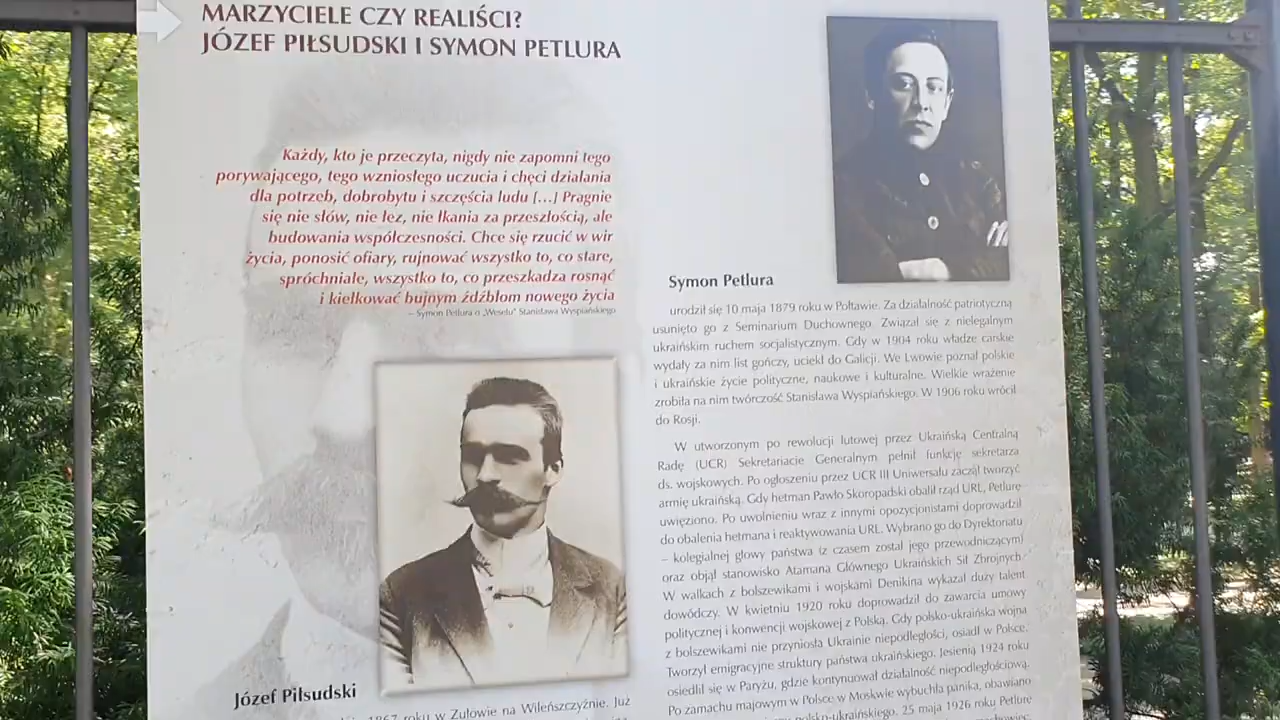 MARZYCIELE CZY REALIŚCI?
JÓZEF PIŁSUDSKI I SYMON PETLURA
Każdy, kto je przeczyta, nigdy nie zapomni tego
porywającego, tego wzniosłego uczucia i chęci działania
dla potrzeb, dobrobytu i szczęścia ludu [...] Pragnie
się nie słów, nie łez, nie łkania za przeszłością, ale
budowania współczesności. Chce się rzucić w wir
życia, ponosić ofiary, rujnować wszystko to, co stare,
spróchniałe, wszystko to, co przeszkadza rosnąć
i kiełkować bujnym źdźbłom nowego życia
– Symon Petlura o „Weselu" Stanisława Wyspiańskiego
Józef Piłsudski
1867 roku w Zułowie na Wileńszczyźnie. Już
Symon Petlura
urodził się 10 maja 1879 roku w Połtawie. Za działalność patriotyczną
usunięto go z Seminarium Duchownego. Związał się z nielegalnym
ukraińskim ruchem socjalistycznym. Gdy w 1904 roku władze carskie
wydały za nim list gończy, uciekł do Galicji. We Lwowie poznał polskie
i ukraińskie życie polityczne, naukowe i kulturalne. Wielkie wrażenie
zrobiła na nim twórczość Stanisława Wyspiańskiego. W 1906 roku wrócił
do Rosji.
W utworzonym po rewolucji lutowej przez Ukraińską Centralną
Radę (UCR) Sekretariacie Generalnym pełnił funkcję sekretarza
ds. wojskowych. Po ogłoszeniu przez UCR III Uniwersału zaczął tworzyć
armię ukraińską. Gdy hetman Pawło Skoropadski obalił rząd URL, Petlurę
uwięziono. Po uwolnieniu wraz z innymi opozycjonistami doprowadził
do obalenia hetmana i reaktywowania URL. Wybrano go do Dyrektoriatu
– kolegialnej głowy państwa (z czasem został jego przewodniczącym)
oraz objął stanowisko Atamana Głównego Ukraińskich Sił Zbrojnych.
W walkach z bolszewikami i wojskami Denikina wykazał duży talent
dowódczy. W kwietniu 1920 roku doprowadził do zawarcia umowy
politycznej i konwencji wojskowej z Polską. Gdy polsko-ukraińska wojna
z bolszewikami nie przyniosła Ukrainie niepodległości, osiadł w Polsce.
Tworzył emigracyjne struktury państwa ukraińskiego. Jesienią 1924 roku
osiedlił się w Paryżu, gdzie kontynuował działalność niepodległościową.
Po zamachu majowym w Polsce w Moskwie wybuchła panika, obawiano
polsko-ukraińskiego. 25 maja 1926 roku Petlurę